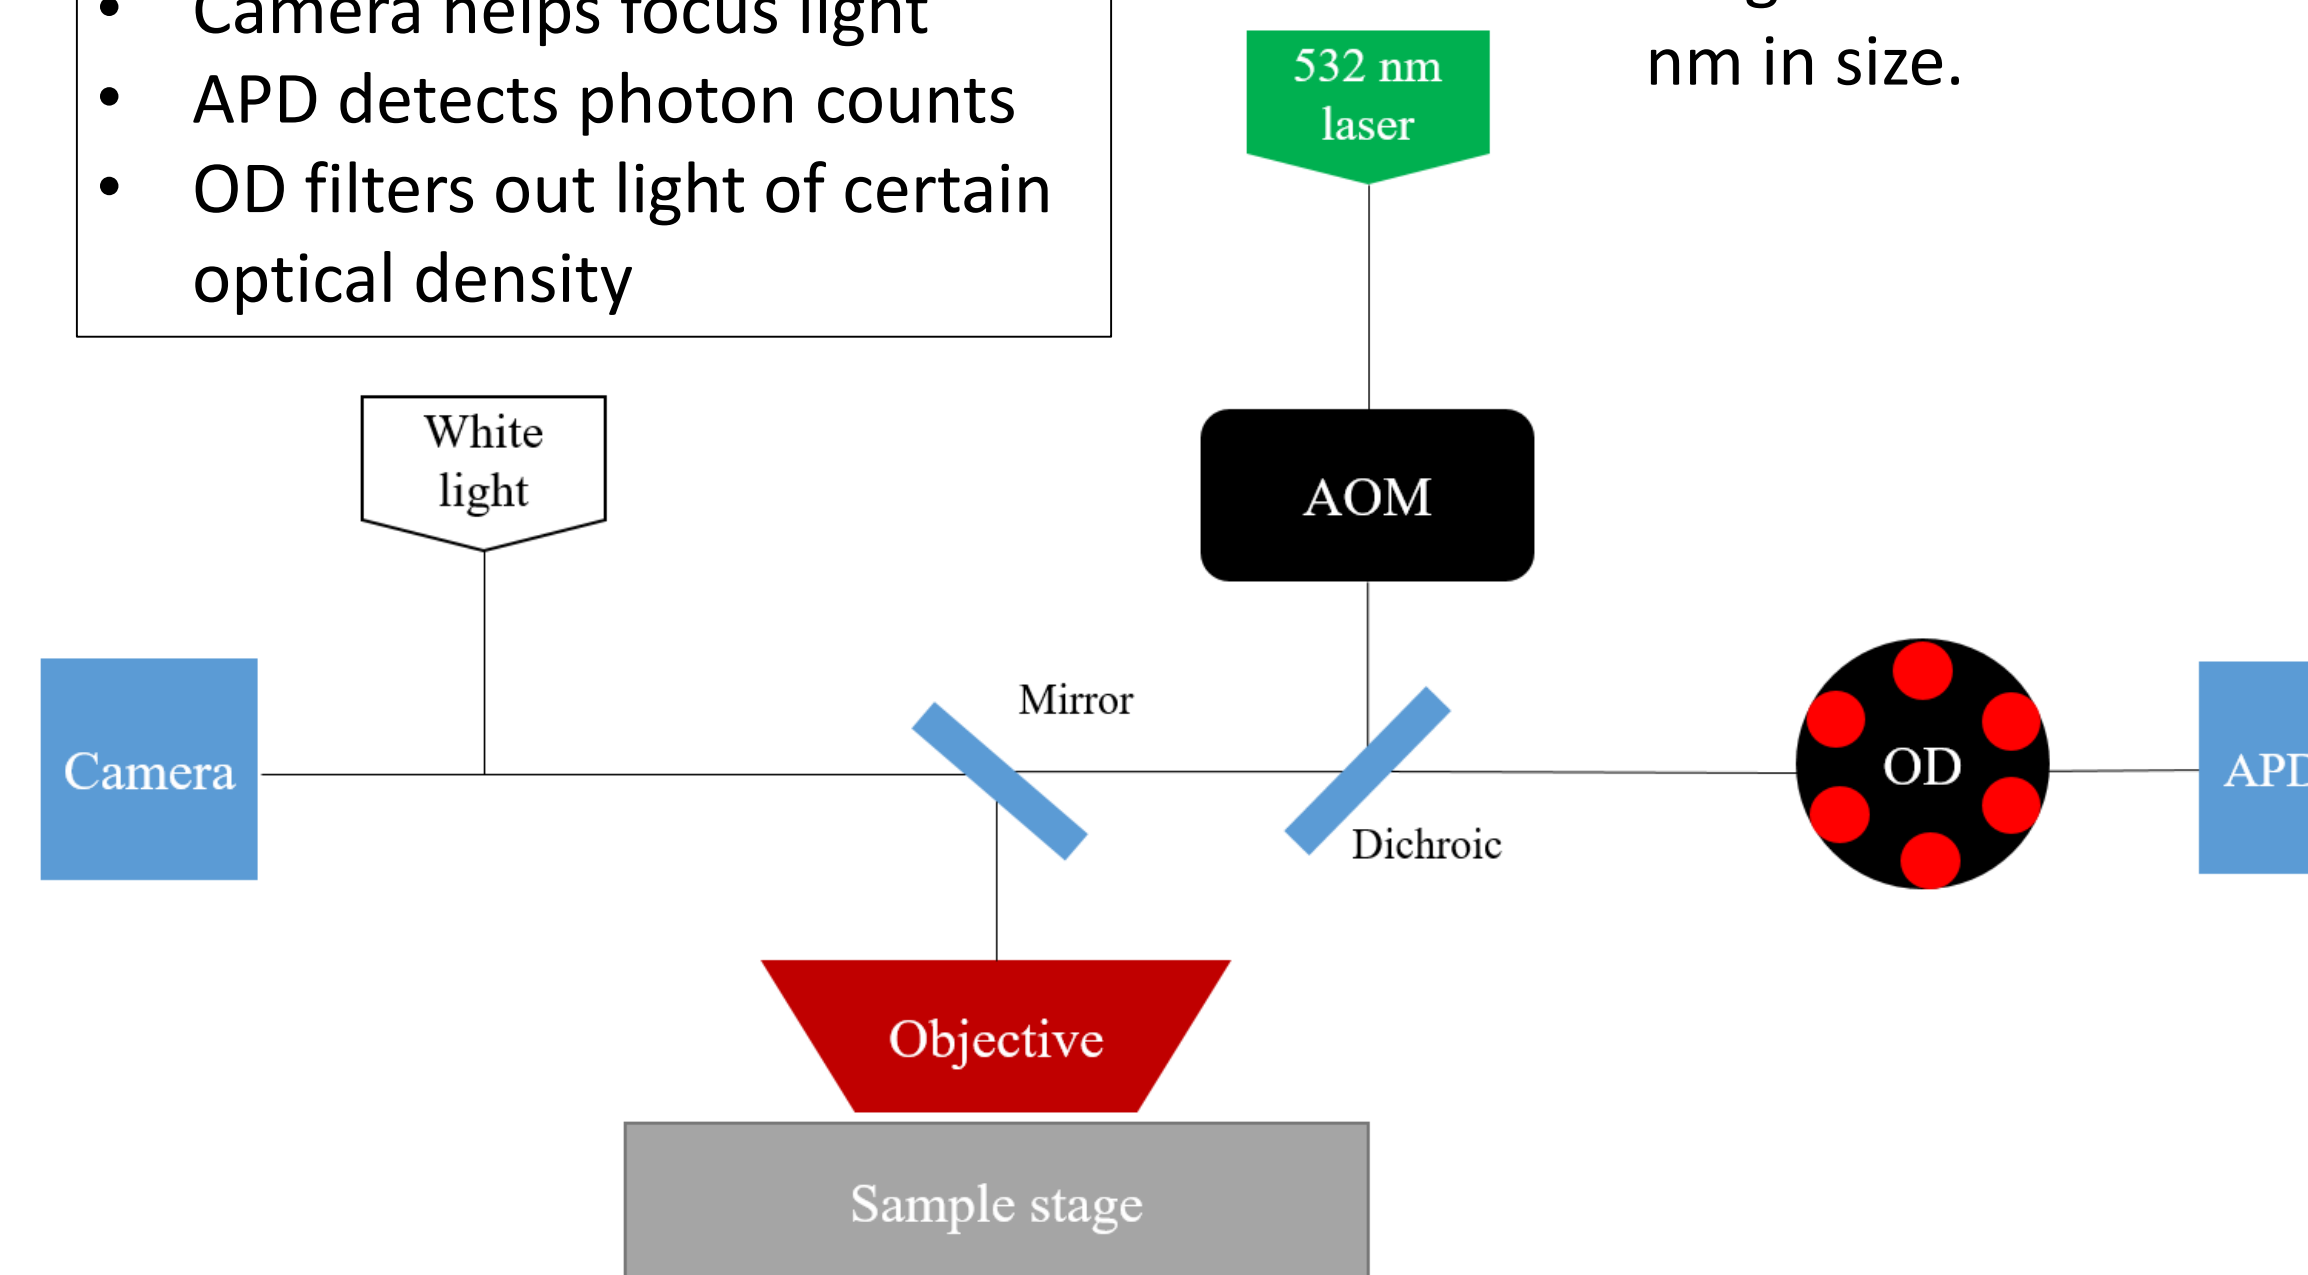 • Camera helps focus light
• APD detects photon counts
• OD filters out light of certain
optical density
nm in size.
532 nm
laser
White
light
AOM
Mirror
Camera
OD
APD
Dichroic
Objective
Sample stage